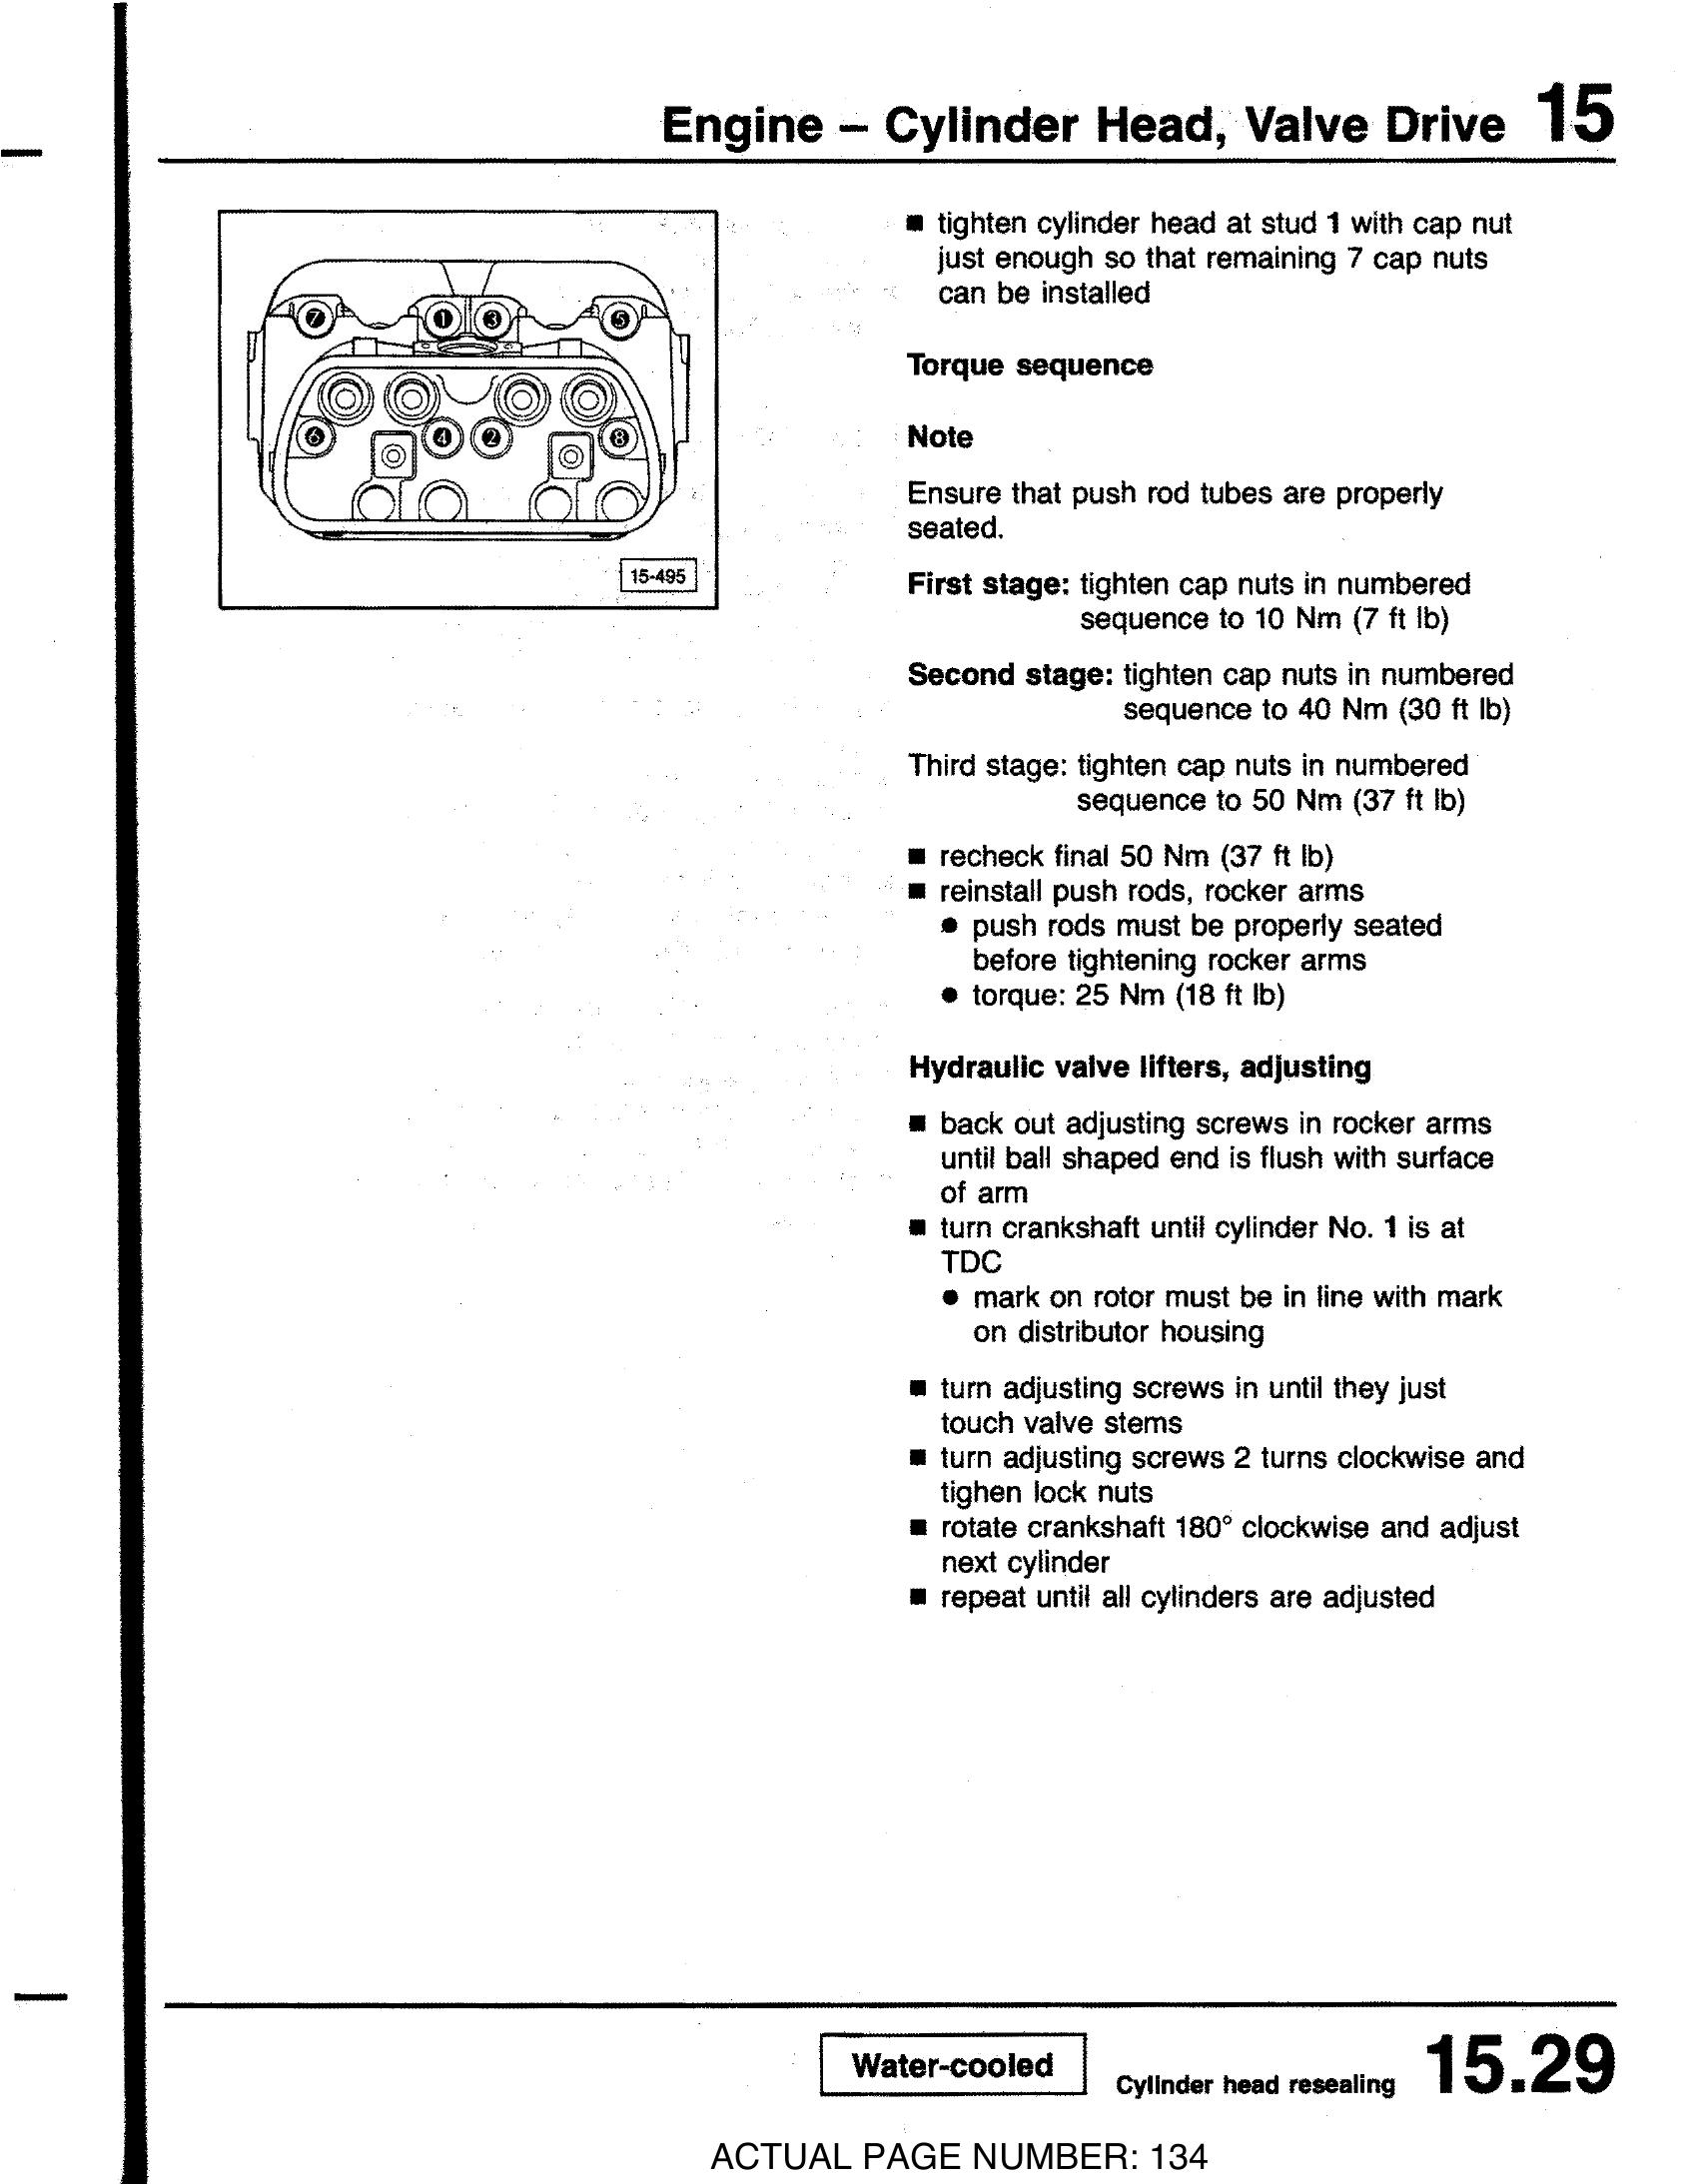 Engine – Cylinder Head, Valve Drive 15
7 1 3 5
6 4 2 8
15-495
■ tighten cylinder head at stud 1 with cap nut
just enough so that remaining 7 cap nuts
can be installed
Torque sequence
Note
Ensure that push rod tubes are properly
seated.
First stage: tighten cap nuts in numbered
sequence to 10 Nm (7 ft lb)
Second stage: tighten cap nuts in numbered
sequence to 40 Nm (30 ft lb)
Third stage: tighten cap nuts in numbered
sequence to 50 Nm (37 ft lb)
■ recheck final 50 Nm (37 ft lb)
■ reinstall push rods, rocker arms
● push rods must be properly seated
before tightening rocker arms
● torque: 25 Nm (18 ft lb)
Hydraulic valve lifters, adjusting
■ back out adjusting screws in rocker arms
until ball shaped end is flush with surface
of arm
■ turn crankshaft until cylinder No. 1 is at
TDC
● mark on rotor must be in line with mark
on distributor housing
■ turn adjusting screws in until they just
touch valve stems
■ turn adjusting screws 2 turns clockwise and
tighen lock nuts
■ rotate crankshaft 180° clockwise and adjust
next cylinder
■ repeat until all cylinders are adjusted
Water-cooled
Cylinder head resealing 15.29
ACTUAL PAGE NUMBER: 134